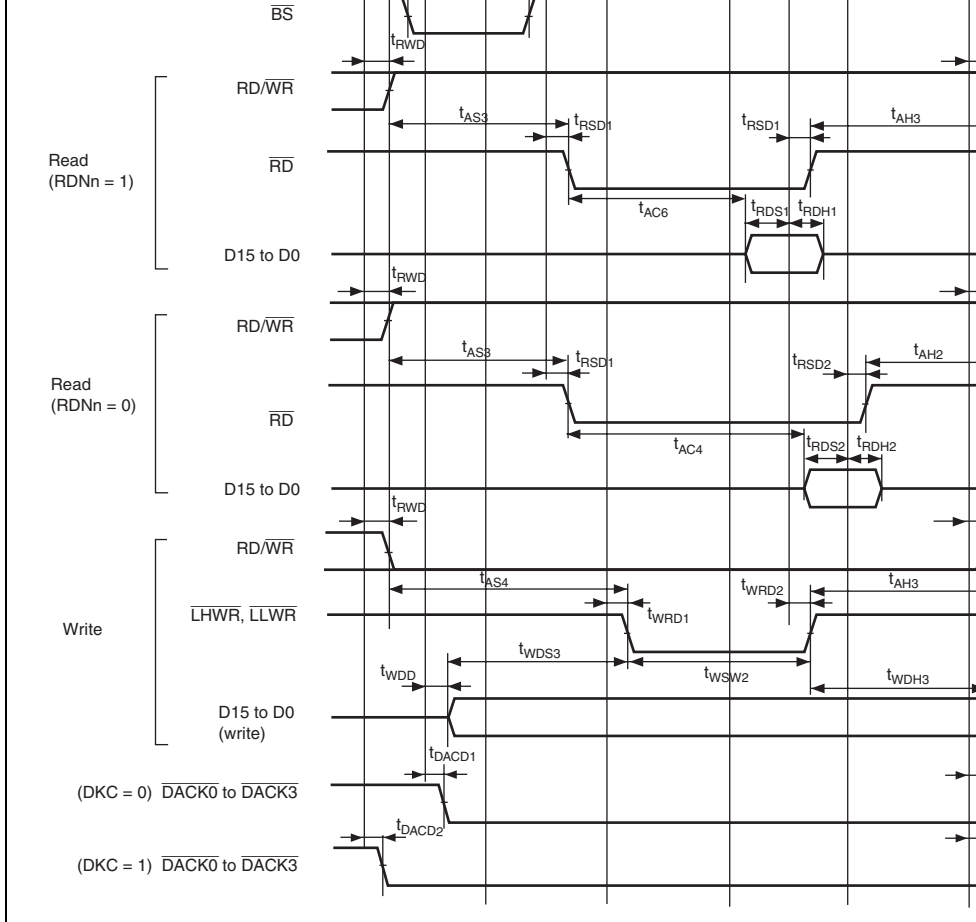 BS
tRWD
RD/WR
tAS3
tRSD1
tRSD1
tAH3
Read
(RDNn = 1)
RD
tAC6
tRDS1
tRDH1
D15 to D0
tRWD
RD/WR
tAS3
tRSD1
tRSD2
tAH2
Read
(RDNn = 0)
RD
tAC4
tRDS2
tRDH2
D15 to D0
tRWD
RD/WR
tAS4
tWRD2
tAH3
LHWR, LLWR
tWRD1
Write
tWDS3
tWSW2
tWDD
tWDH3
D15 to D0
(write)
tDACD1
(DKC = 0) DACK0 to DACK3
tDACD2
(DKC = 1) DACK0 to DACK3